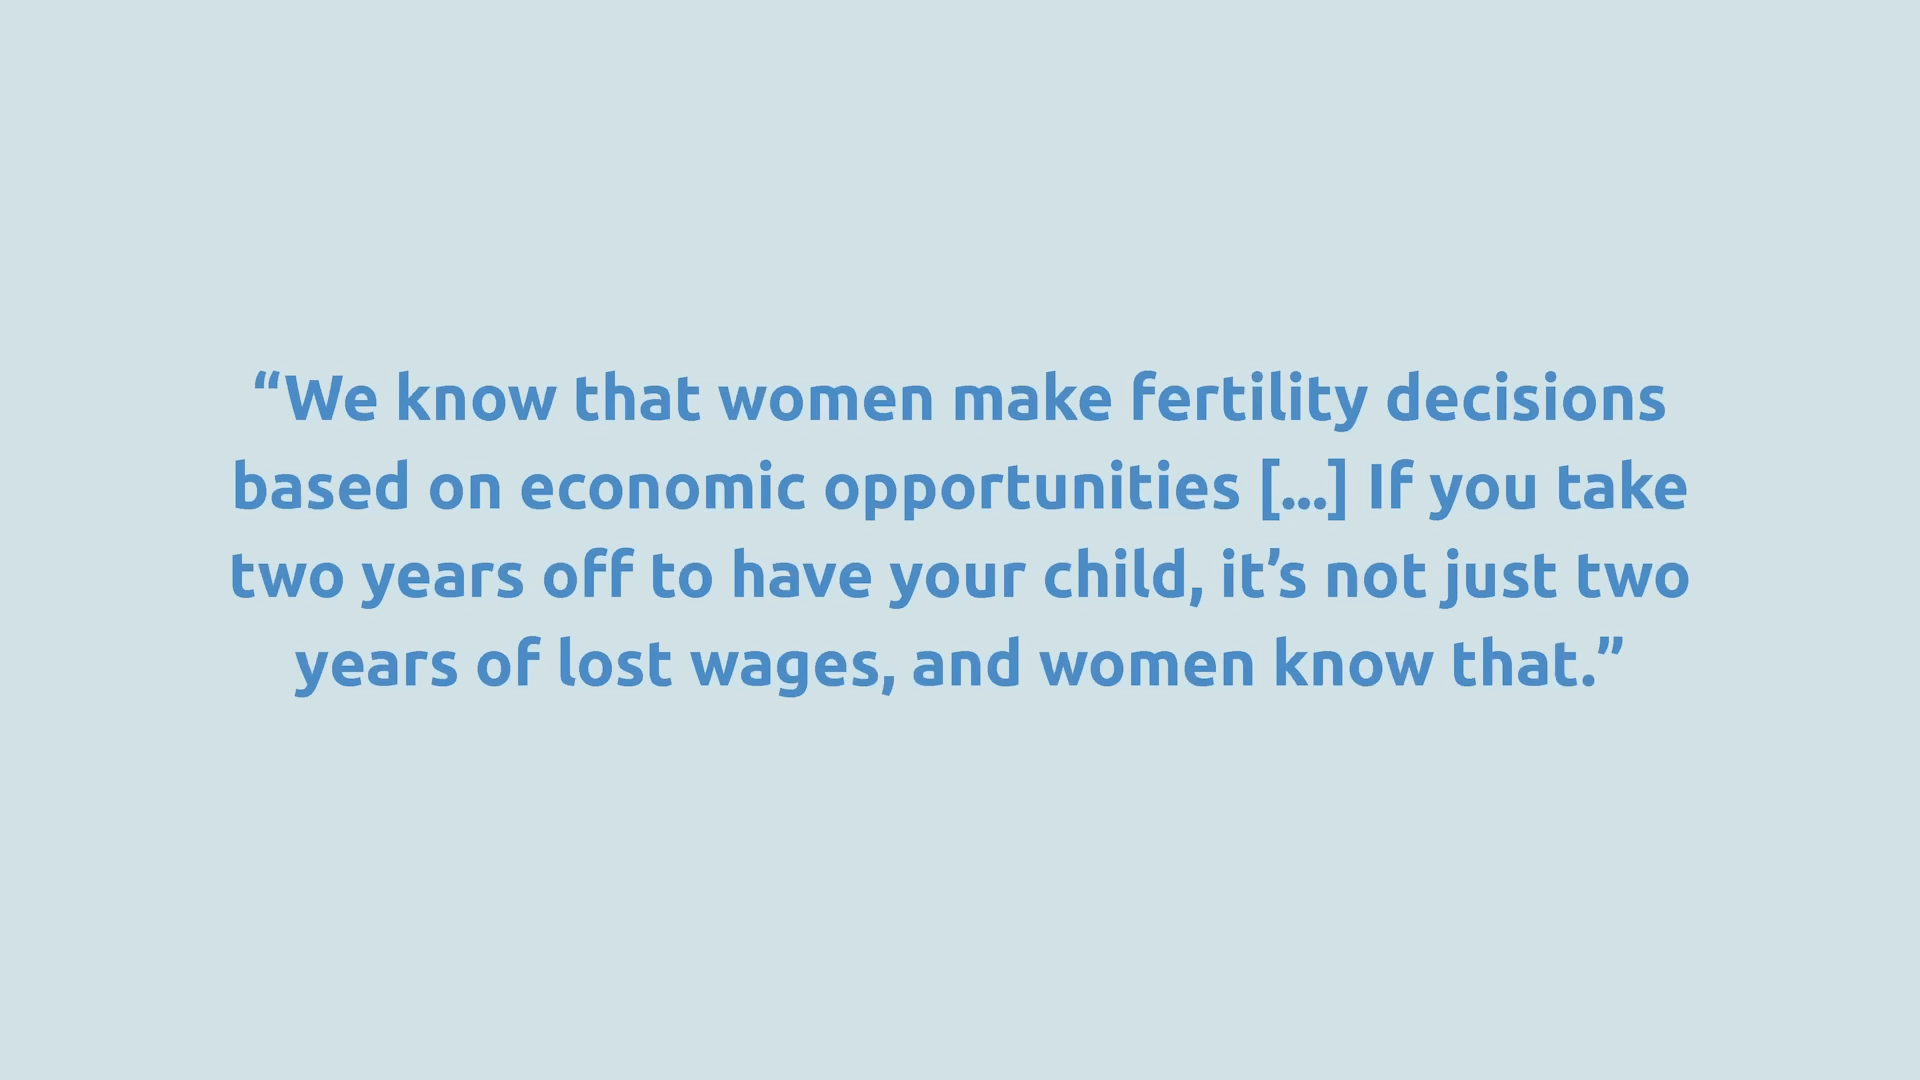 “We know that women make fertility decisions
based on economic opportunities [...] If you take
two years off to have your child, it’s not just two
years of lost wages, and women know that.”